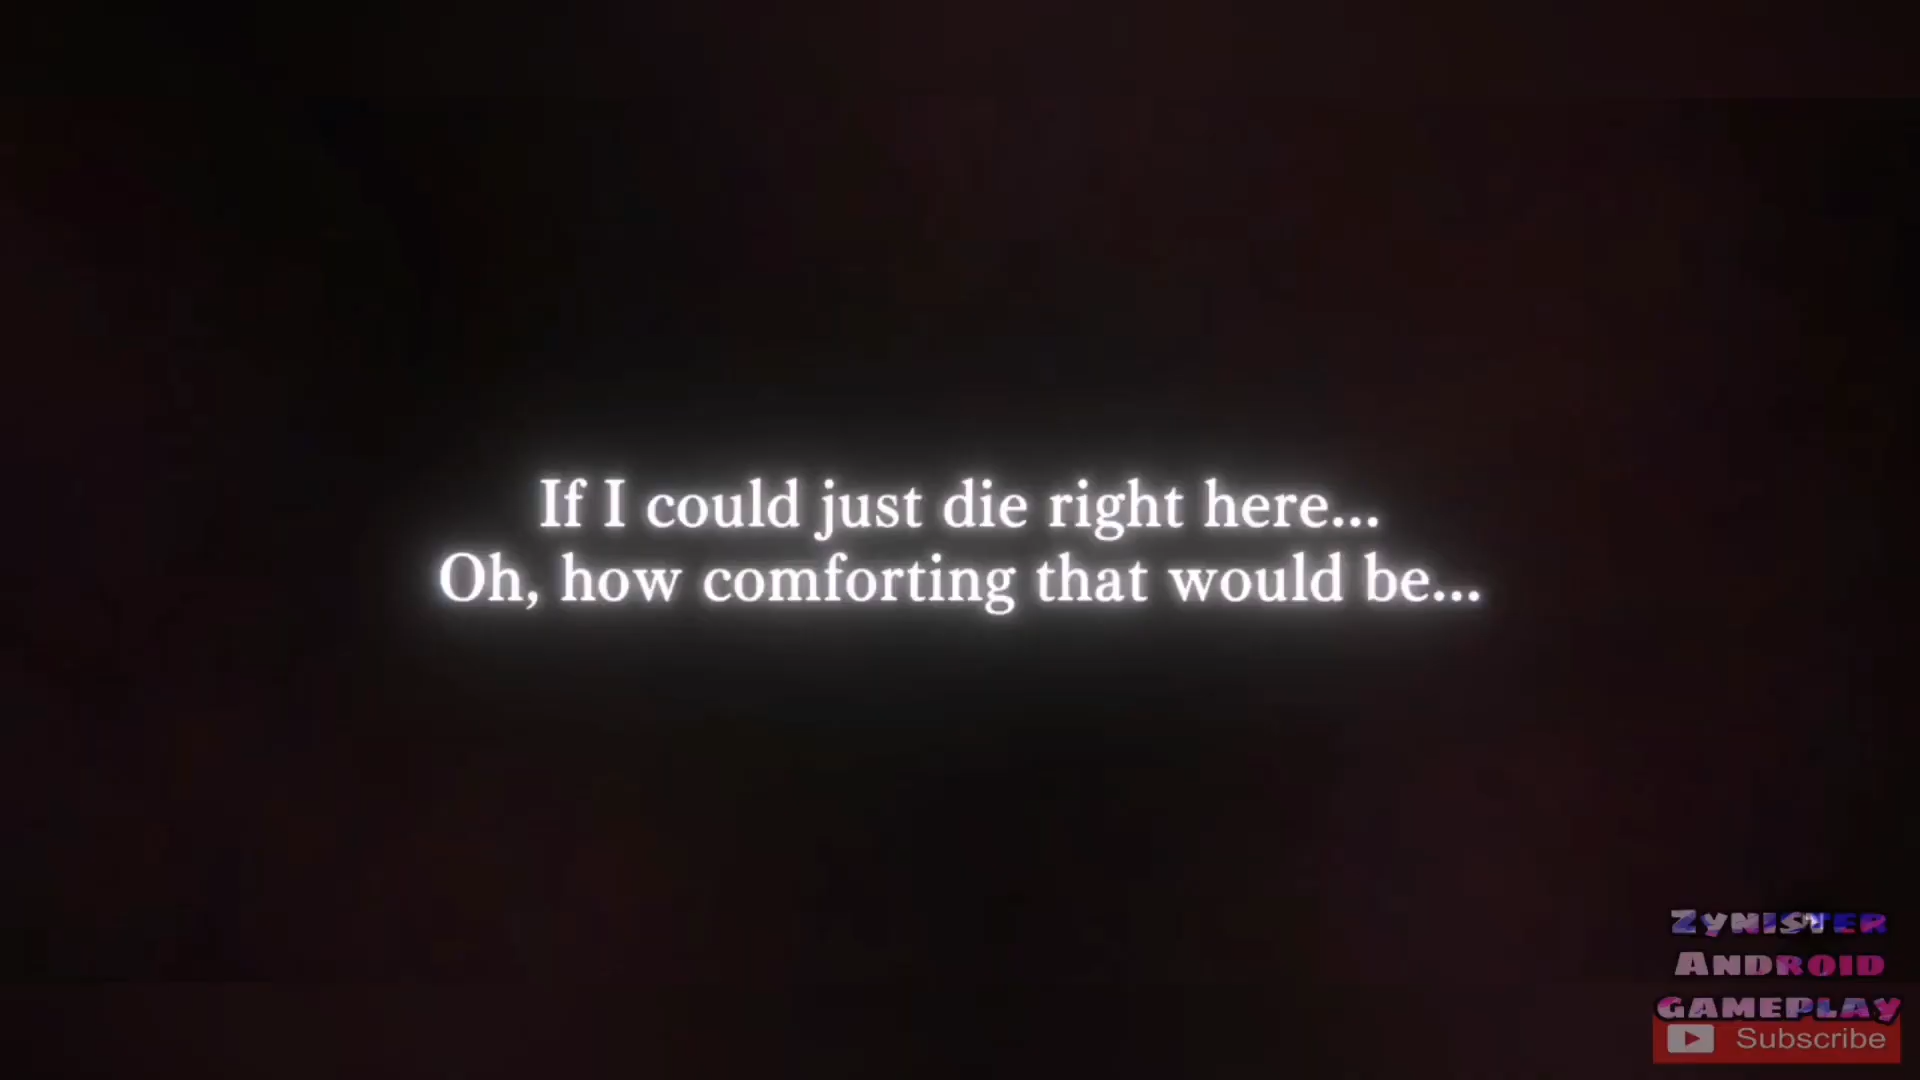 If I could just die right here...
Oh, how comforting that would be...
Zynister
Android
Gameplay
Subscribe